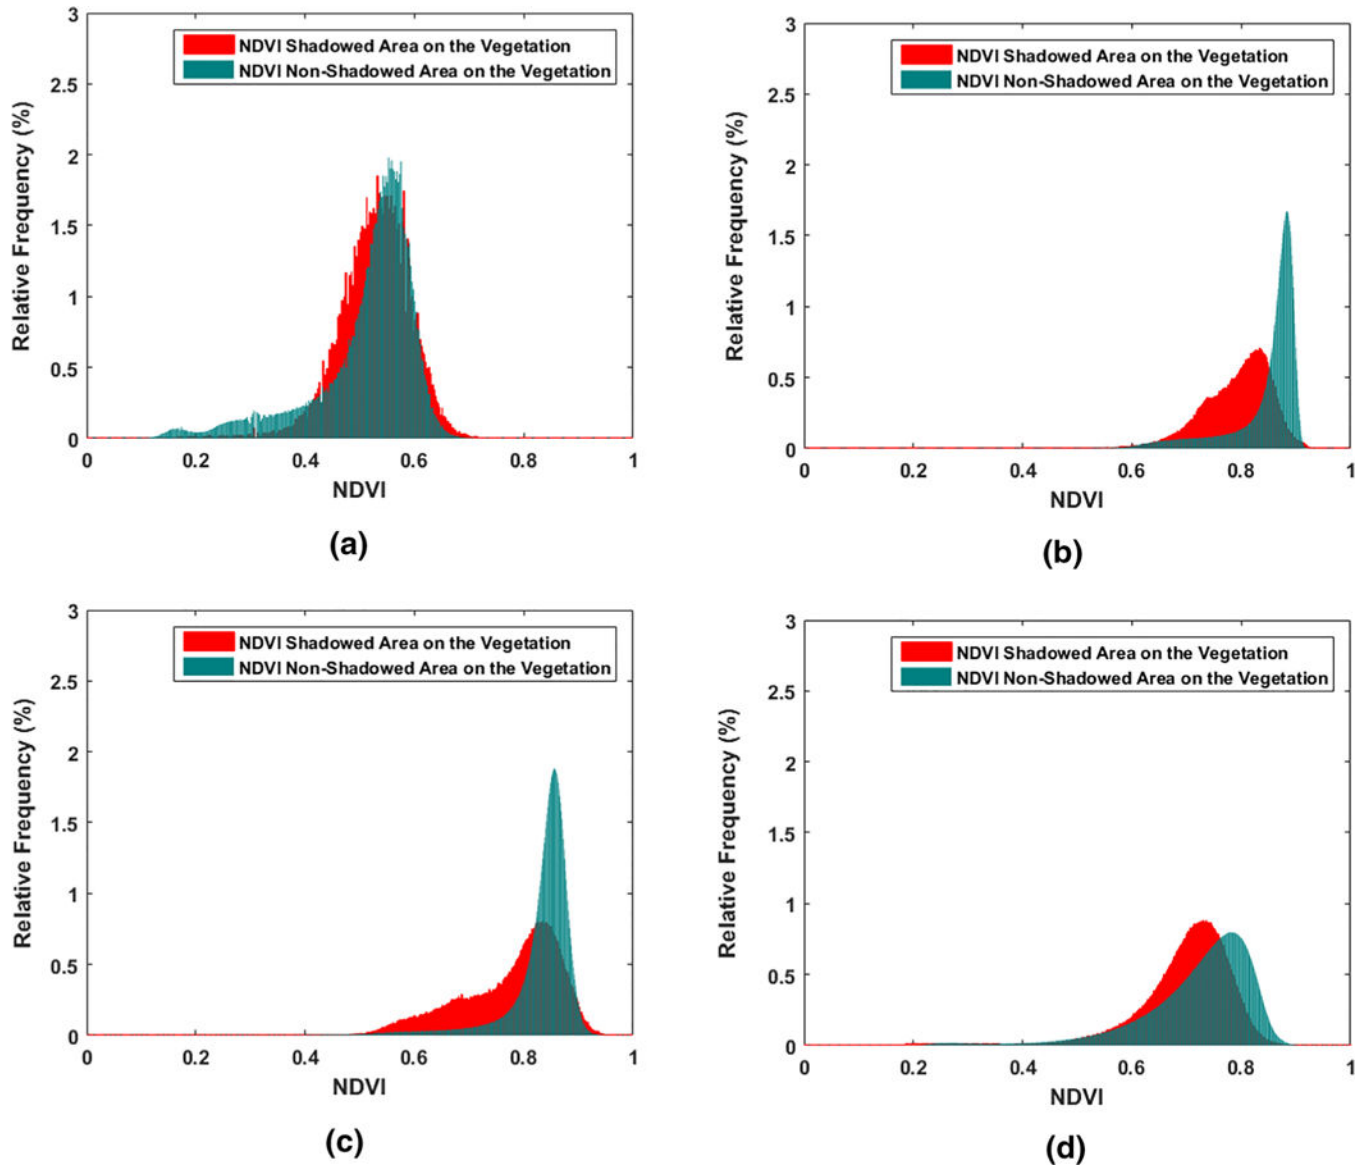 3
2.5
2
1.5
1
0.5
0
Relative Frequency (%)
NDVI Shadowed Area on the Vegetation
NDVI Non-Shadowed Area on the Vegetation
0 0.2 0.4 0.6 0.8 1
NDVI
(a)
3
2.5
2
1.5
1
0.5
0
Relative Frequency (%)
NDVI Shadowed Area on the Vegetation
NDVI Non-Shadowed Area on the Vegetation
0 0.2 0.4 0.6 0.8 1
NDVI
(b)
3
2.5
2
1.5
1
0.5
0
Relative Frequency (%)
NDVI Shadowed Area on the Vegetation
NDVI Non-Shadowed Area on the Vegetation
0 0.2 0.4 0.6 0.8 1
NDVI
(c)
3
2.5
2
1.5
1
0.5
0
Relative Frequency (%)
NDVI Shadowed Area on the Vegetation
NDVI Non-Shadowed Area on the Vegetation
0 0.2 0.4 0.6 0.8 1
NDVI
(d)